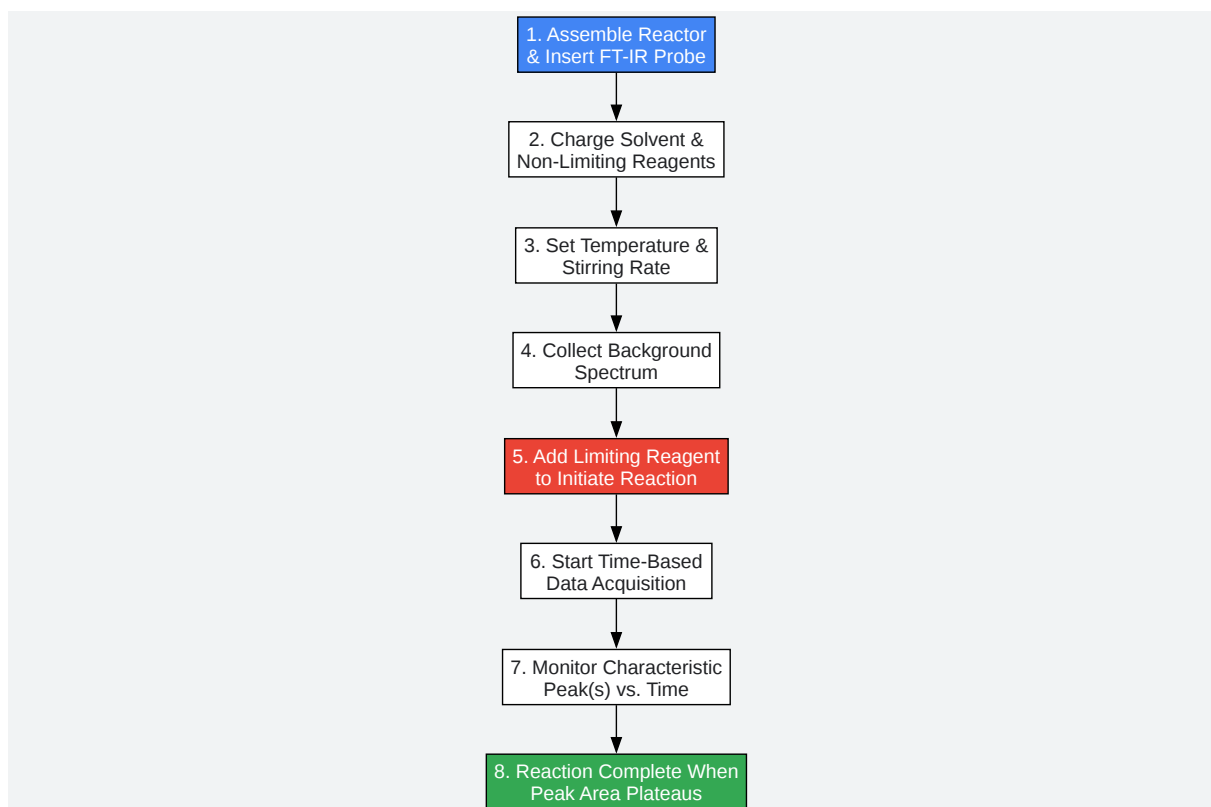 1. Assemble Reactor
& Insert FT-IR Probe
2. Charge Solvent &
Non-Limiting Reagents
3. Set Temperature &
Stirring Rate
4. Collect Background
Spectrum
5. Add Limiting Reagent
to Initiate Reaction
6. Start Time-Based
Data Acquisition
7. Monitor Characteristic
Peak(s) vs. Time
8. Reaction Complete When
Peak Area Plateaus